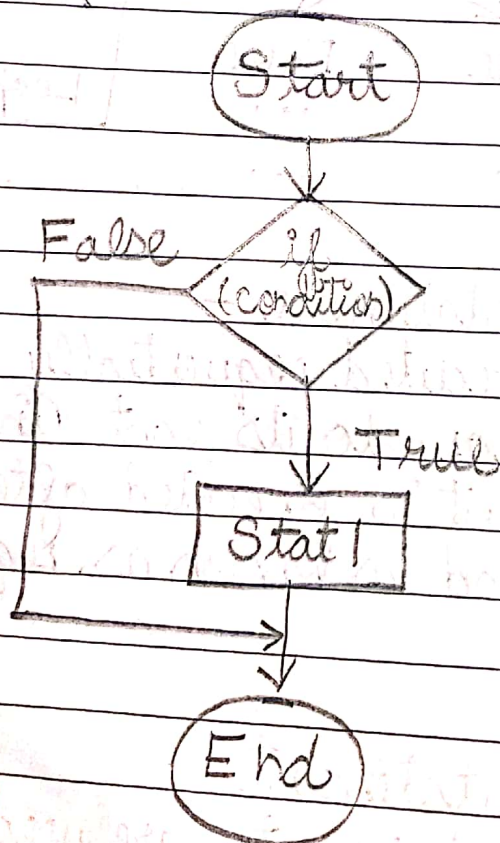 Start
False
if
(condition)
True
Stat 1
End